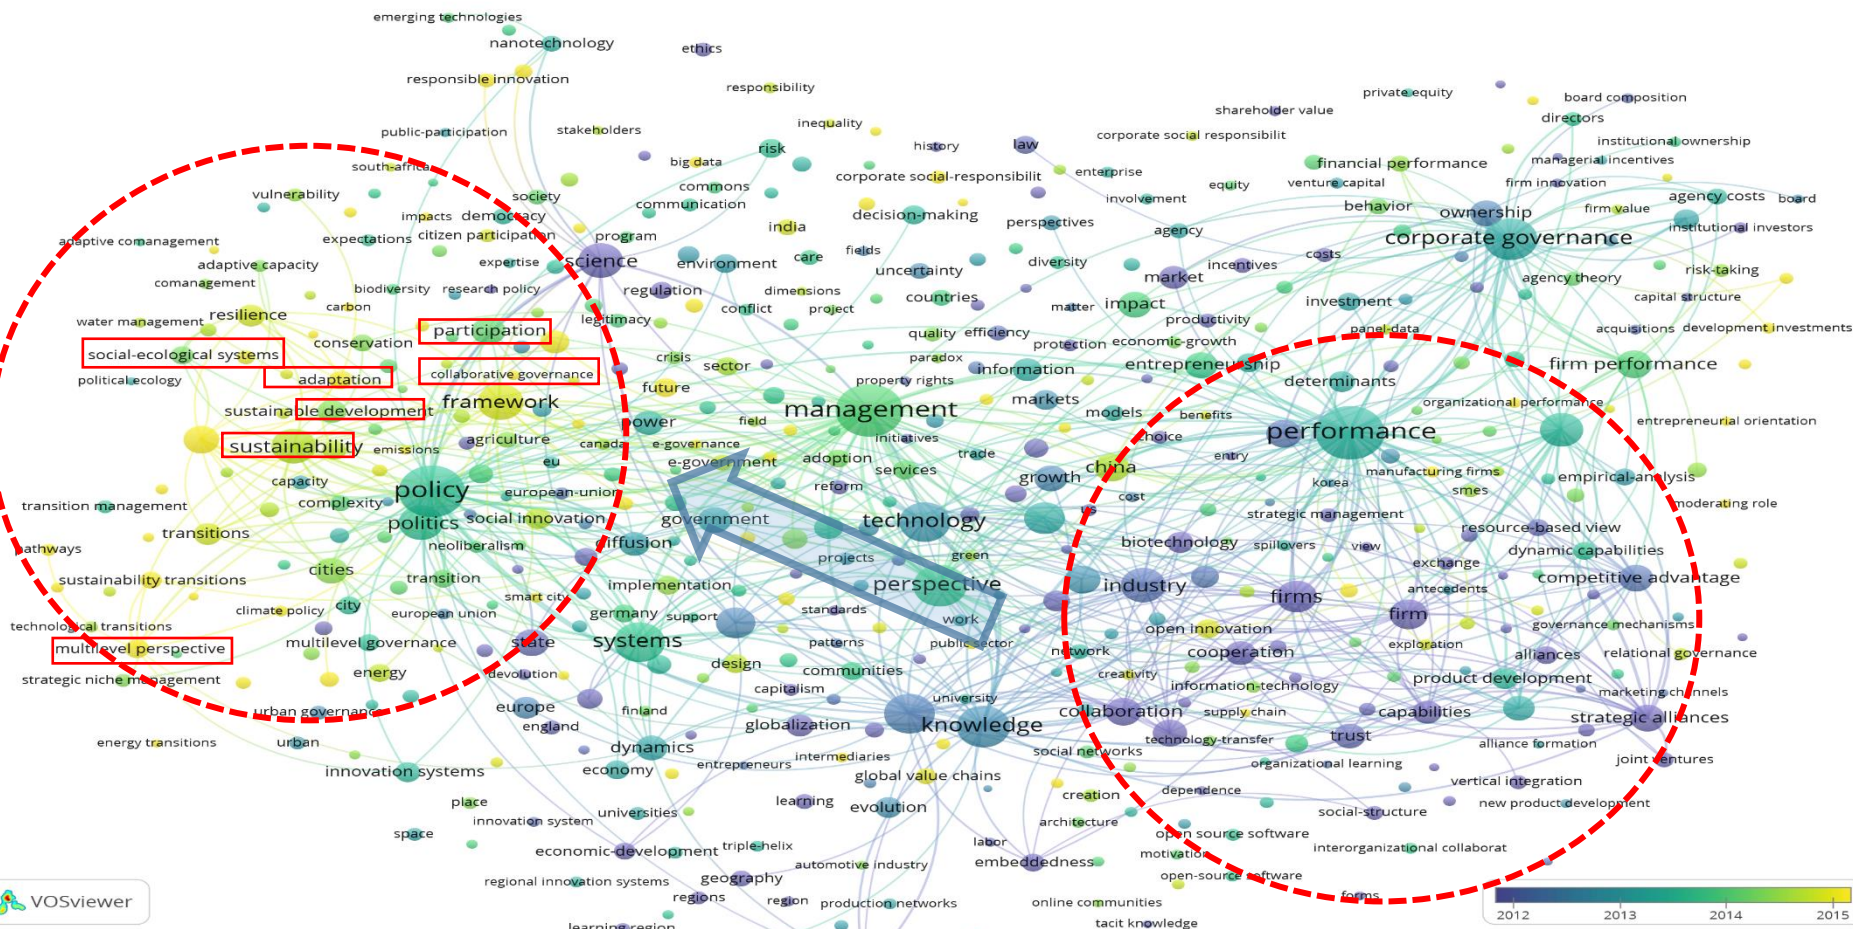 emerging technologies
nanotechnology
ethics
responsible innovation
responsibility
private equity
board composition
shareholder value
directors
public-participation
stakeholders
inequality
corporate social responsibilit
institutional ownership
risk
history
law
south-africa
big data
financial performance
managerial incentives
corporate social-responsibilit
enterprise
vulnerability
society
commons
equity
venture capital
firm innovation
communication
involvement
agency costs
board
impacts
democracy
decision-making
behavior
ownership
firm value
adaptive comanagement
expectations
citizen participation
program
india
perspectives
agency
corporate governance
institutional investors
adaptive capacity
expertise
science
environment
care
fields
uncertainty
diversity
market
incentives
costs
agency theory
risk-taking
comanagement
biodiversity
research policy
regulation
dimensions
countries
capital structure
carbon
conflict
project
matter
impact
investment
water management
resilience
participation
legitimacy
quality
efficiency
productivity
panel-data
acquisitions
development investments
conservation
protection
economic-growth
social-ecological systems
crisis
sector
paradox
information
entrepreneurship
firm performance
political ecology
adaptation
collaborative governance
future
property rights
determinants
sustainable development
framework
management
markets
models
benefits
organizational performance
power
field
entrepreneurial orientation
sustainability
emissions
agriculture
canada
e-governance
initiatives
choice
performance
eu
e-government
adoption
services
trade
china
entry
manufacturing firms
empirical-analysis
capacity
policy
european-union
reform
growth
korea
smes
transition management
complexity
cost
moderating role
politics
social innovation
government
technology
us
strategic management
resource-based view
transitions
neoliberalism
diffusion
projects
green
biotechnology
spillovers
view
dynamic capabilities
pathways
exchange
sustainability transitions
cities
transition
implementation
perspective
industry
firms
antecedents
competitive advantage
climate policy
city
european union
smart city
germany
support
standards
work
firm
technological transitions
open innovation
governance mechanisms
multilevel perspective
multilevel governance
state
systems
patterns
public sector
network
cooperation
exploration
alliances
relational governance
strategic niche management
energy
devolution
design
communities
creativity
information-technology
product development
capitalism
university
marketing channels
urban governance
europe
finland
collaboration
supply chain
capabilities
strategic alliances
england
globalization
knowledge
energy transitions
urban
dynamics
social networks
technology-transfer
trust
alliance formation
innovation systems
economy
entrepreneurs
intermediaries
organizational learning
joint ventures
global value chains
vertical integration
place
learning
evolution
creation
dependence
new product development
innovation system
universities
architecture
social-structure
space
labor
open source software
economic-development
triple-helix
automotive industry
embeddedness
motivation
interorganizational collaborat
regional innovation systems
geography
open-source software
regions
region
production networks
online communities
forms
VOSviewer
learning region
tacit knowledge
2012
2013
2014
2015